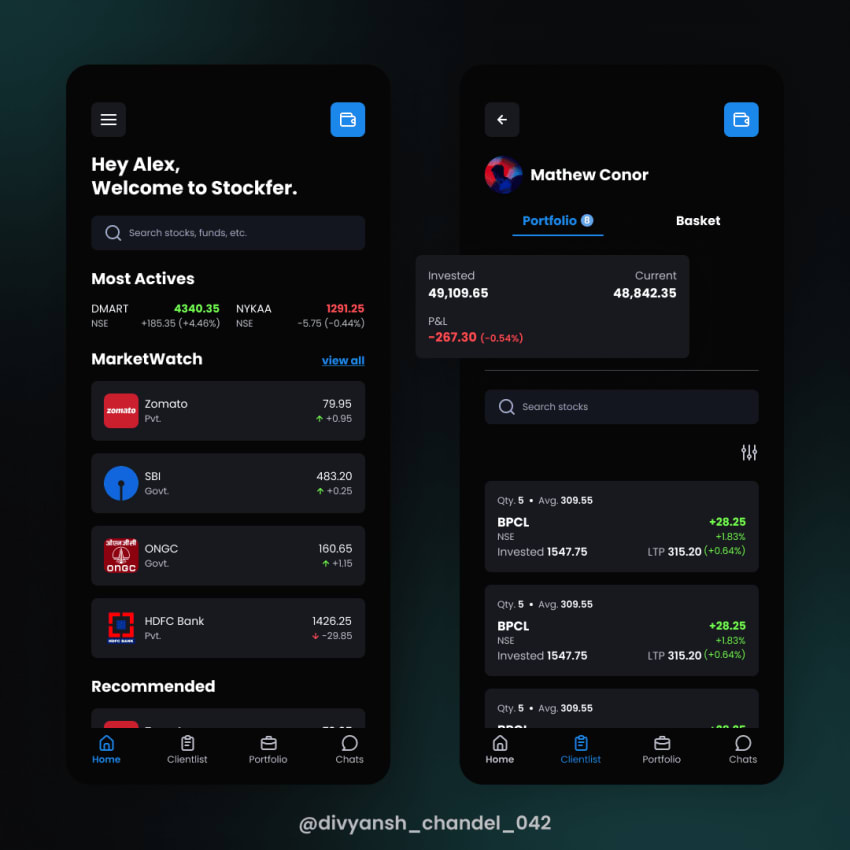 Hey Alex,
Welcome to Stockfer.
Search stocks, funds, etc.
Most Actives
DMART 4340.35 NYKAA 1291.25
NSE +185.35 (+4.46%) NSE -5.75 (-0.44%)
MarketWatch view all
zomato Zomato 79.95
Pvt. +0.95
SBI 483.20
Govt. +0.25
ओएनजीसी
ONGC 160.65
Govt. +1.15
ONGC
HDFC Bank 1426.25
Pvt. -29.85
HDFC BANK
Recommended
Home Clientlist Portfolio Chats
Mathew Conor
Portfolio 8 Basket
Invested Current
49,109.65 48,842.35
P&L
-267.30 (-0.54%)
Search stocks
Qty. 5 • Avg. 309.55
BPCL +28.25
NSE +1.83%
Invested 1547.75 LTP 315.20 (+0.64%)
Qty. 5 • Avg. 309.55
BPCL +28.25
NSE +1.83%
Invested 1547.75 LTP 315.20 (+0.64%)
Qty. 5 • Avg. 309.55
BPCL +28.25
Home Clientlist Portfolio Chats
@divyansh_chandel_042